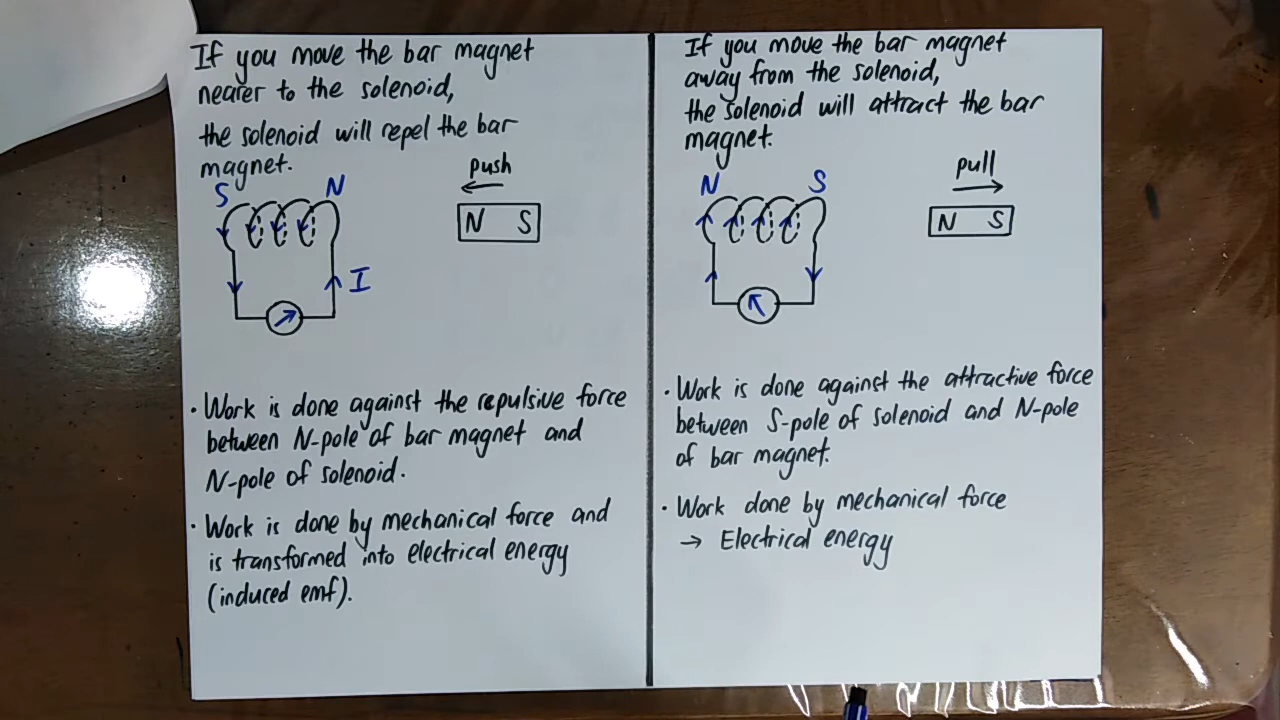 If you move the bar magnet
nearer to the solenoid,
the solenoid will repel the bar
magnet.
push
S N
N S
I
• Work is done against the repulsive force
between N-pole of bar magnet and
N-pole of solenoid.
• Work is done by mechanical force and
is transformed into electrical energy
(induced emf).
If you move the bar magnet
away from the solenoid,
the solenoid will attract the bar
magnet.
pull
N S
N S
• Work is done against the attractive force
between S-pole of solenoid and N-pole
of bar magnet.
• Work done by mechanical force
→ Electrical energy